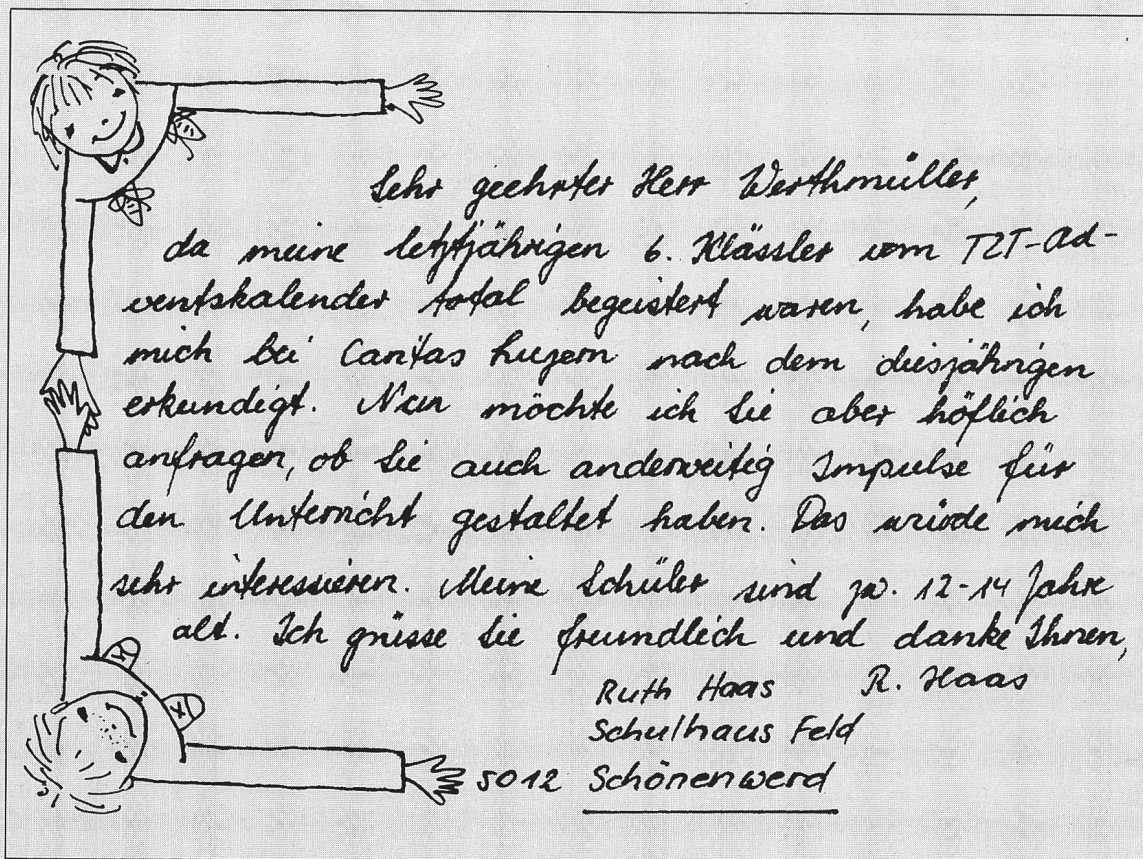 Sehr geehrter Herr Werthmüller,
da meine letztjährigen 6. Klässler vom TZT-Ad-
ventskalender total begeistert waren, habe ich
mich bei Caritas Luzern nach dem diesjährigen
erkundigt. Nun möchte ich Sie aber höflich
anfragen, ob Sie auch anderweitig Impulse für
den Unterricht gestaltet haben. Das würde mich
sehr interessieren. Meine Schüler sind zw. 12-14 Jahre
alt. Ich grüsse Sie freundlich und danke Ihnen,
Ruth Haas R. Haas
Schulhaus Feld
5012 Schönenwerd